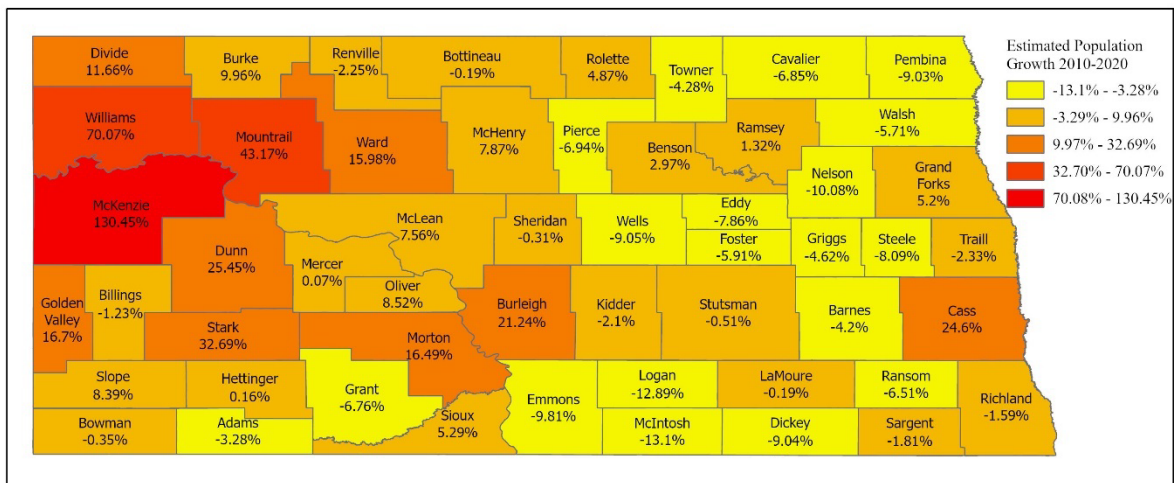 Estimated Population
Growth 2010-2020
-13.1% - -3.28%
-3.29% - 9.96%
9.97% - 32.69%
32.70% - 70.07%
70.08% - 130.45%
Divide
11.66%
Burke
9.96%
Renville
-2.25%
Bottineau
-0.19%
Rolette
4.87%
Towner
-4.28%
Cavalier
-6.85%
Pembina
-9.03%
Williams
70.07%
Mountrail
43.17%
Ward
15.98%
McHenry
7.87%
Pierce
-6.94%
Benson
2.97%
Ramsey
1.32%
Walsh
-5.71%
Nelson
-10.08%
Grand
Forks
5.2%
McKenzie
130.45%
Dunn
25.45%
McLean
7.56%
Mercer
0.07%
Oliver
8.52%
Sheridan
-0.31%
Wells
-9.05%
Eddy
-7.86%
Foster
-5.91%
Griggs
-4.62%
Steele
-8.09%
Traill
-2.33%
Golden
Valley
16.7%
Billings
-1.23%
Stark
32.69%
Morton
16.49%
Burleigh
21.24%
Kidder
-2.1%
Stutsman
-0.51%
Barnes
-4.2%
Cass
24.6%
Slope
8.39%
Hettinger
0.16%
Grant
-6.76%
Sioux
5.29%
Emmons
-9.81%
Logan
-12.89%
LaMoure
-0.19%
Ransom
-6.51%
Richland
-1.59%
Bowman
-0.35%
Adams
-3.28%
McIntosh
-13.1%
Dickey
-9.04%
Sargent
-1.81%